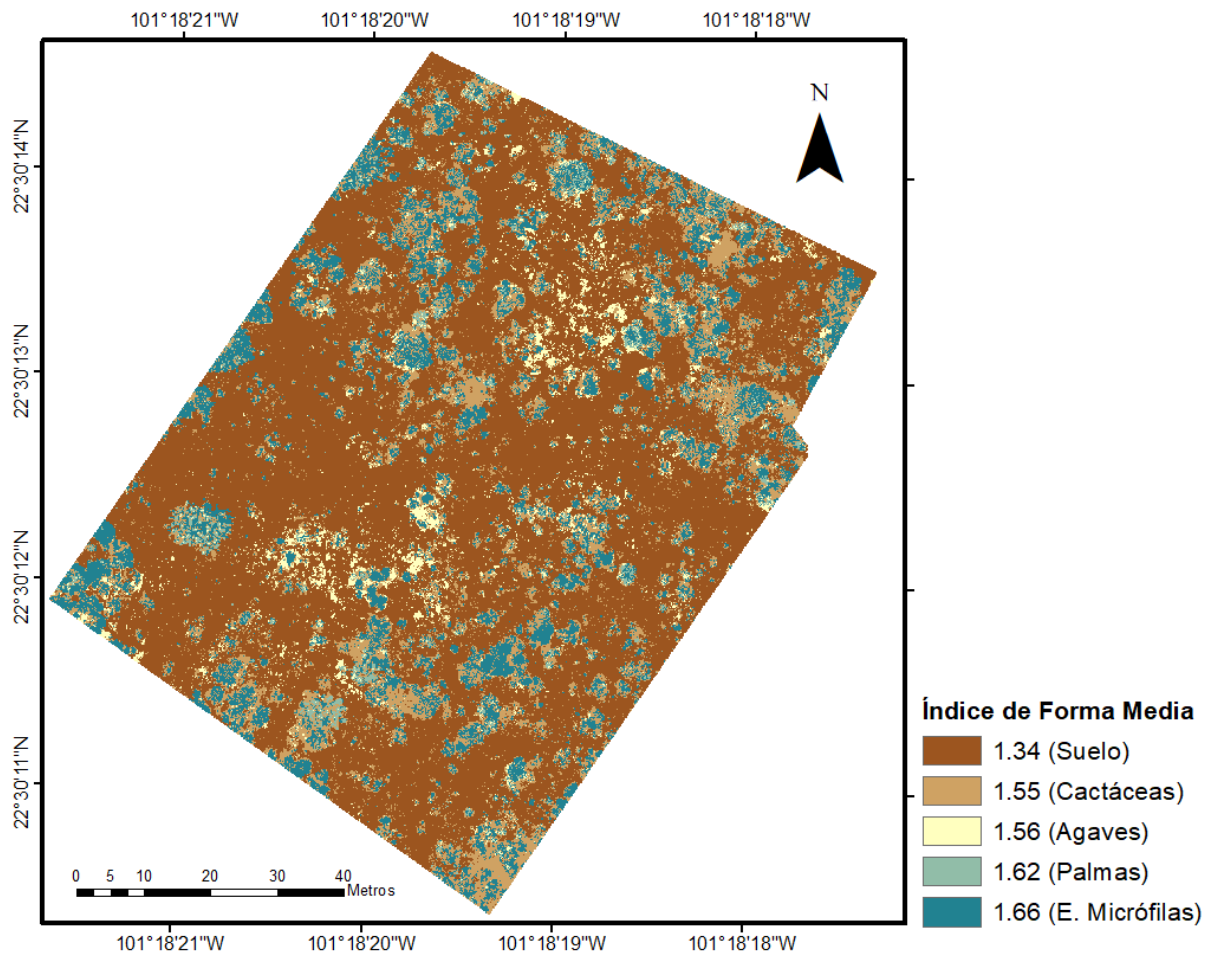 101°18'21"W 101°18'20"W 101°18'19"W 101°18'18"W
N
22°30'14"N
22°30'13"N
22°30'12"N
22°30'11"N
Índice de Forma Media
1.34 (Suelo)
1.55 (Cactáceas)
1.56 (Agaves)
1.62 (Palmas)
1.66 (E. Micrófilas)
0 5 10 20 30 40
Metros
101°18'21"W 101°18'20"W 101°18'19"W 101°18'18"W